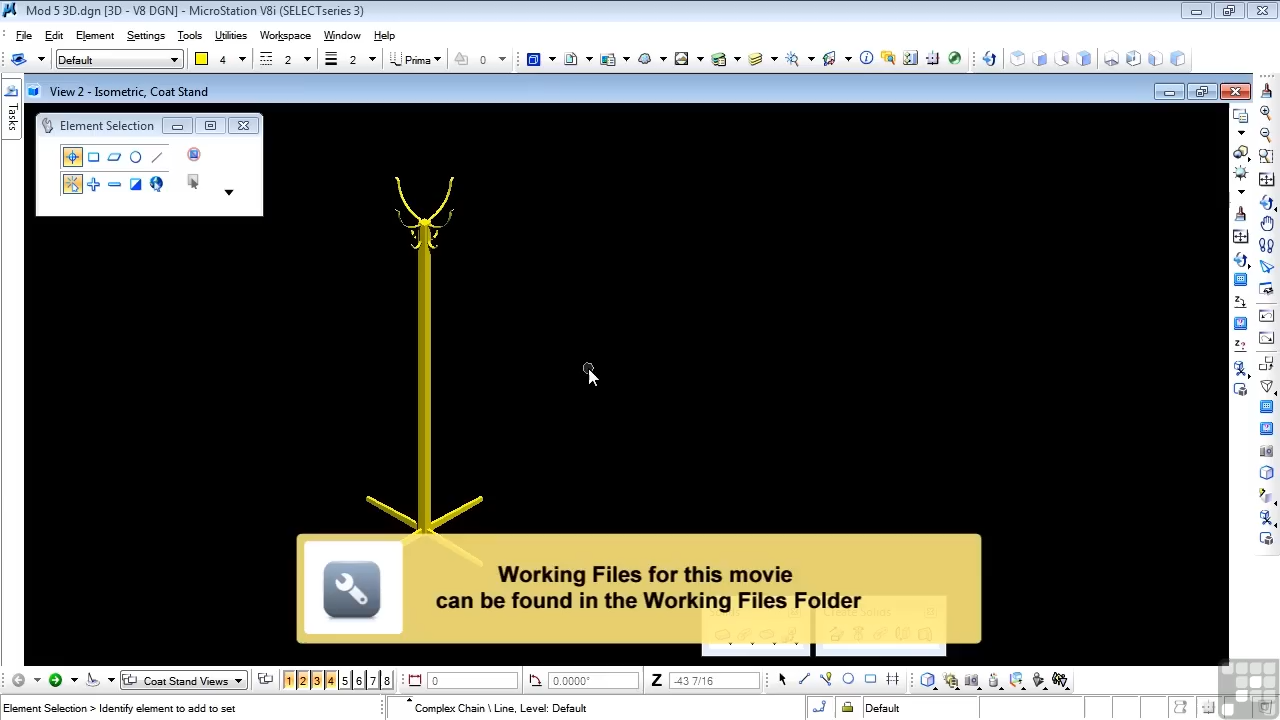 Mod 5 3D.dgn [3D - V8 DGN] - MicroStation V8i (SELECTseries 3)
File Edit Element Settings Tools Utilities Workspace Window Help
Default 4 2 2 Prima 0
View 2 - Isometric, Coat Stand
Tasks
Element Selection
Working Files for this movie
can be found in the Working Files Folder
Coat Stand Views 1 2 3 4 5 6 7 8 0 0.0000° Z -43 7/16
Element Selection > Identify element to add to set Complex Chain \ Line, Level: Default Default